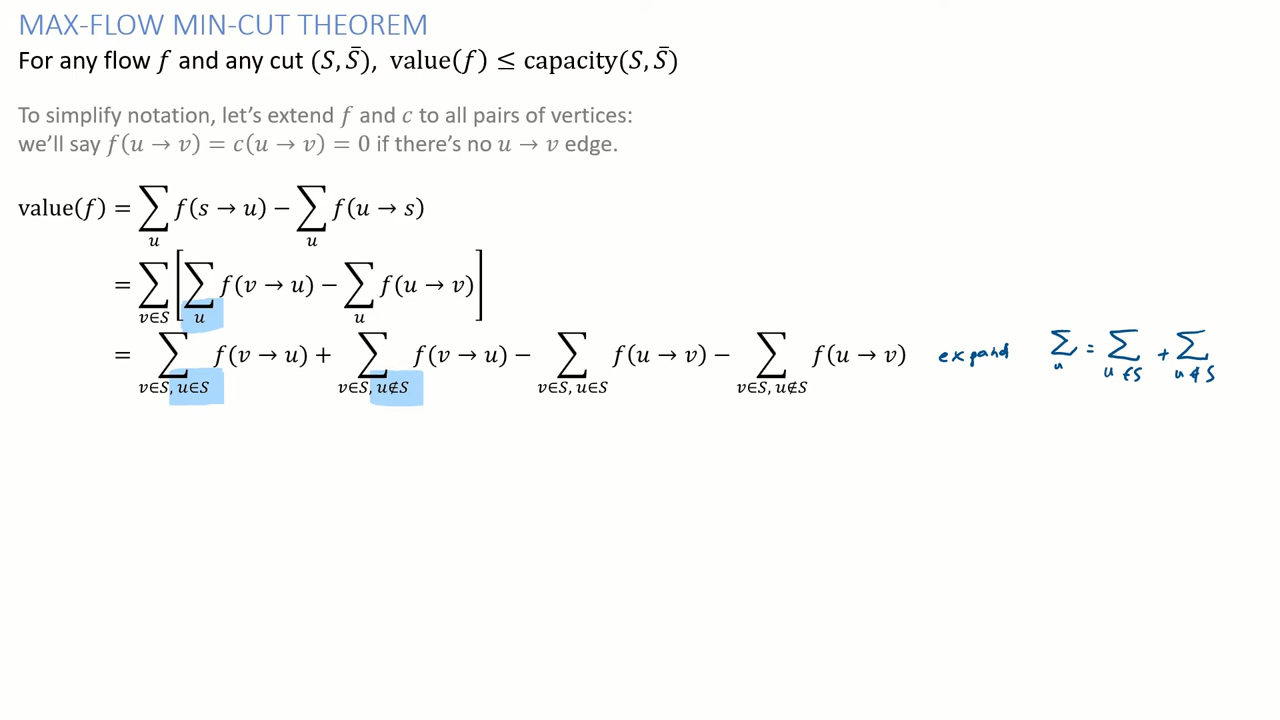 MAX-FLOW MIN-CUT THEOREM
For any flow 𝑓 and any cut (𝑆, 𝑆̄), value(𝑓) ≤ capacity(𝑆, 𝑆̄)
To simplify notation, let's extend 𝑓 and 𝑐 to all pairs of vertices:
we'll say 𝑓(𝑢 → 𝑣) = 𝑐(𝑢 → 𝑣) = 0 if there's no 𝑢 → 𝑣 edge.
value(𝑓) = ∑_𝑢 𝑓(𝑠 → 𝑢) − ∑_𝑢 𝑓(𝑢 → 𝑠)
= ∑_{𝑣∈𝑆} [∑_𝑢 𝑓(𝑣 → 𝑢) − ∑_𝑢 𝑓(𝑢 → 𝑣)]
= ∑_{𝑣∈𝑆, 𝑢∈𝑆} 𝑓(𝑣 → 𝑢) + ∑_{𝑣∈𝑆, 𝑢∉𝑆} 𝑓(𝑣 → 𝑢) − ∑_{𝑣∈𝑆, 𝑢∈𝑆} 𝑓(𝑢 → 𝑣) − ∑_{𝑣∈𝑆, 𝑢∉𝑆} 𝑓(𝑢 → 𝑣) expand ∑_u = ∑_{u∈S} + ∑_{u∉S}